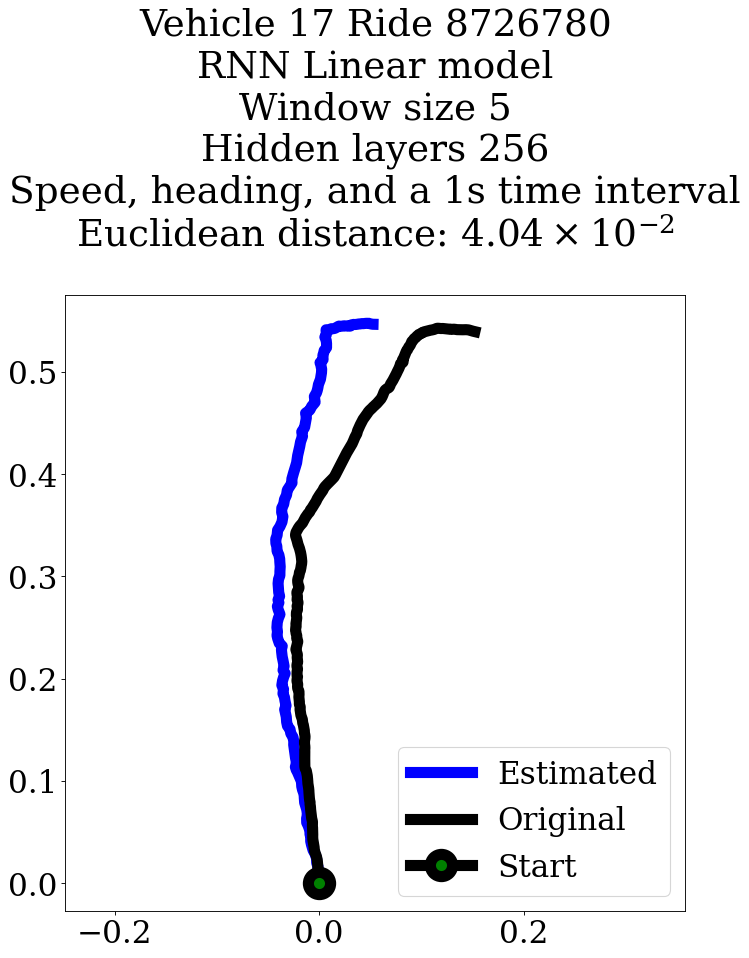 Vehicle 17 Ride 8726780
RNN Linear model
Window size 5
Hidden layers 256
Speed, heading, and a 1s time interval
Euclidean distance: 4.04 × 10⁻²
0.5
0.4
0.3
0.2
0.1
0.0
−0.2
0.0
0.2
Estimated
Original
Start